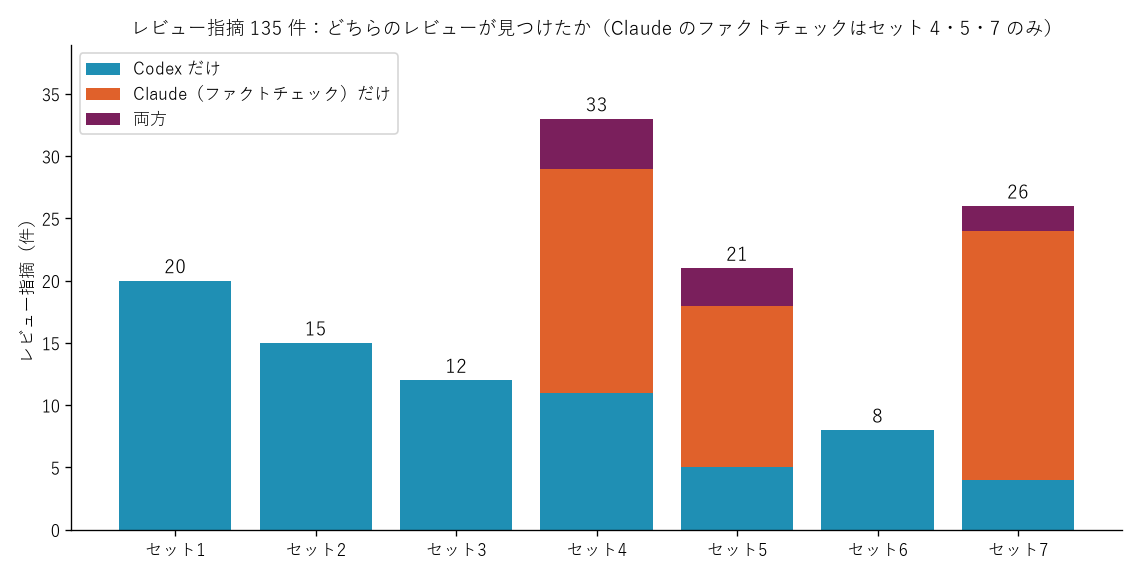 レビュー指摘 135 件：どちらのレビューが見つけたか（Claude のファクトチェックはセット 4・5・7 のみ）
Codex だけ
Claude（ファクトチェック）だけ
両方
レビュー指摘（件）
35
30
25
20
15
10
5
0
20
15
12
33
21
8
26
セット1
セット2
セット3
セット4
セット5
セット6
セット7